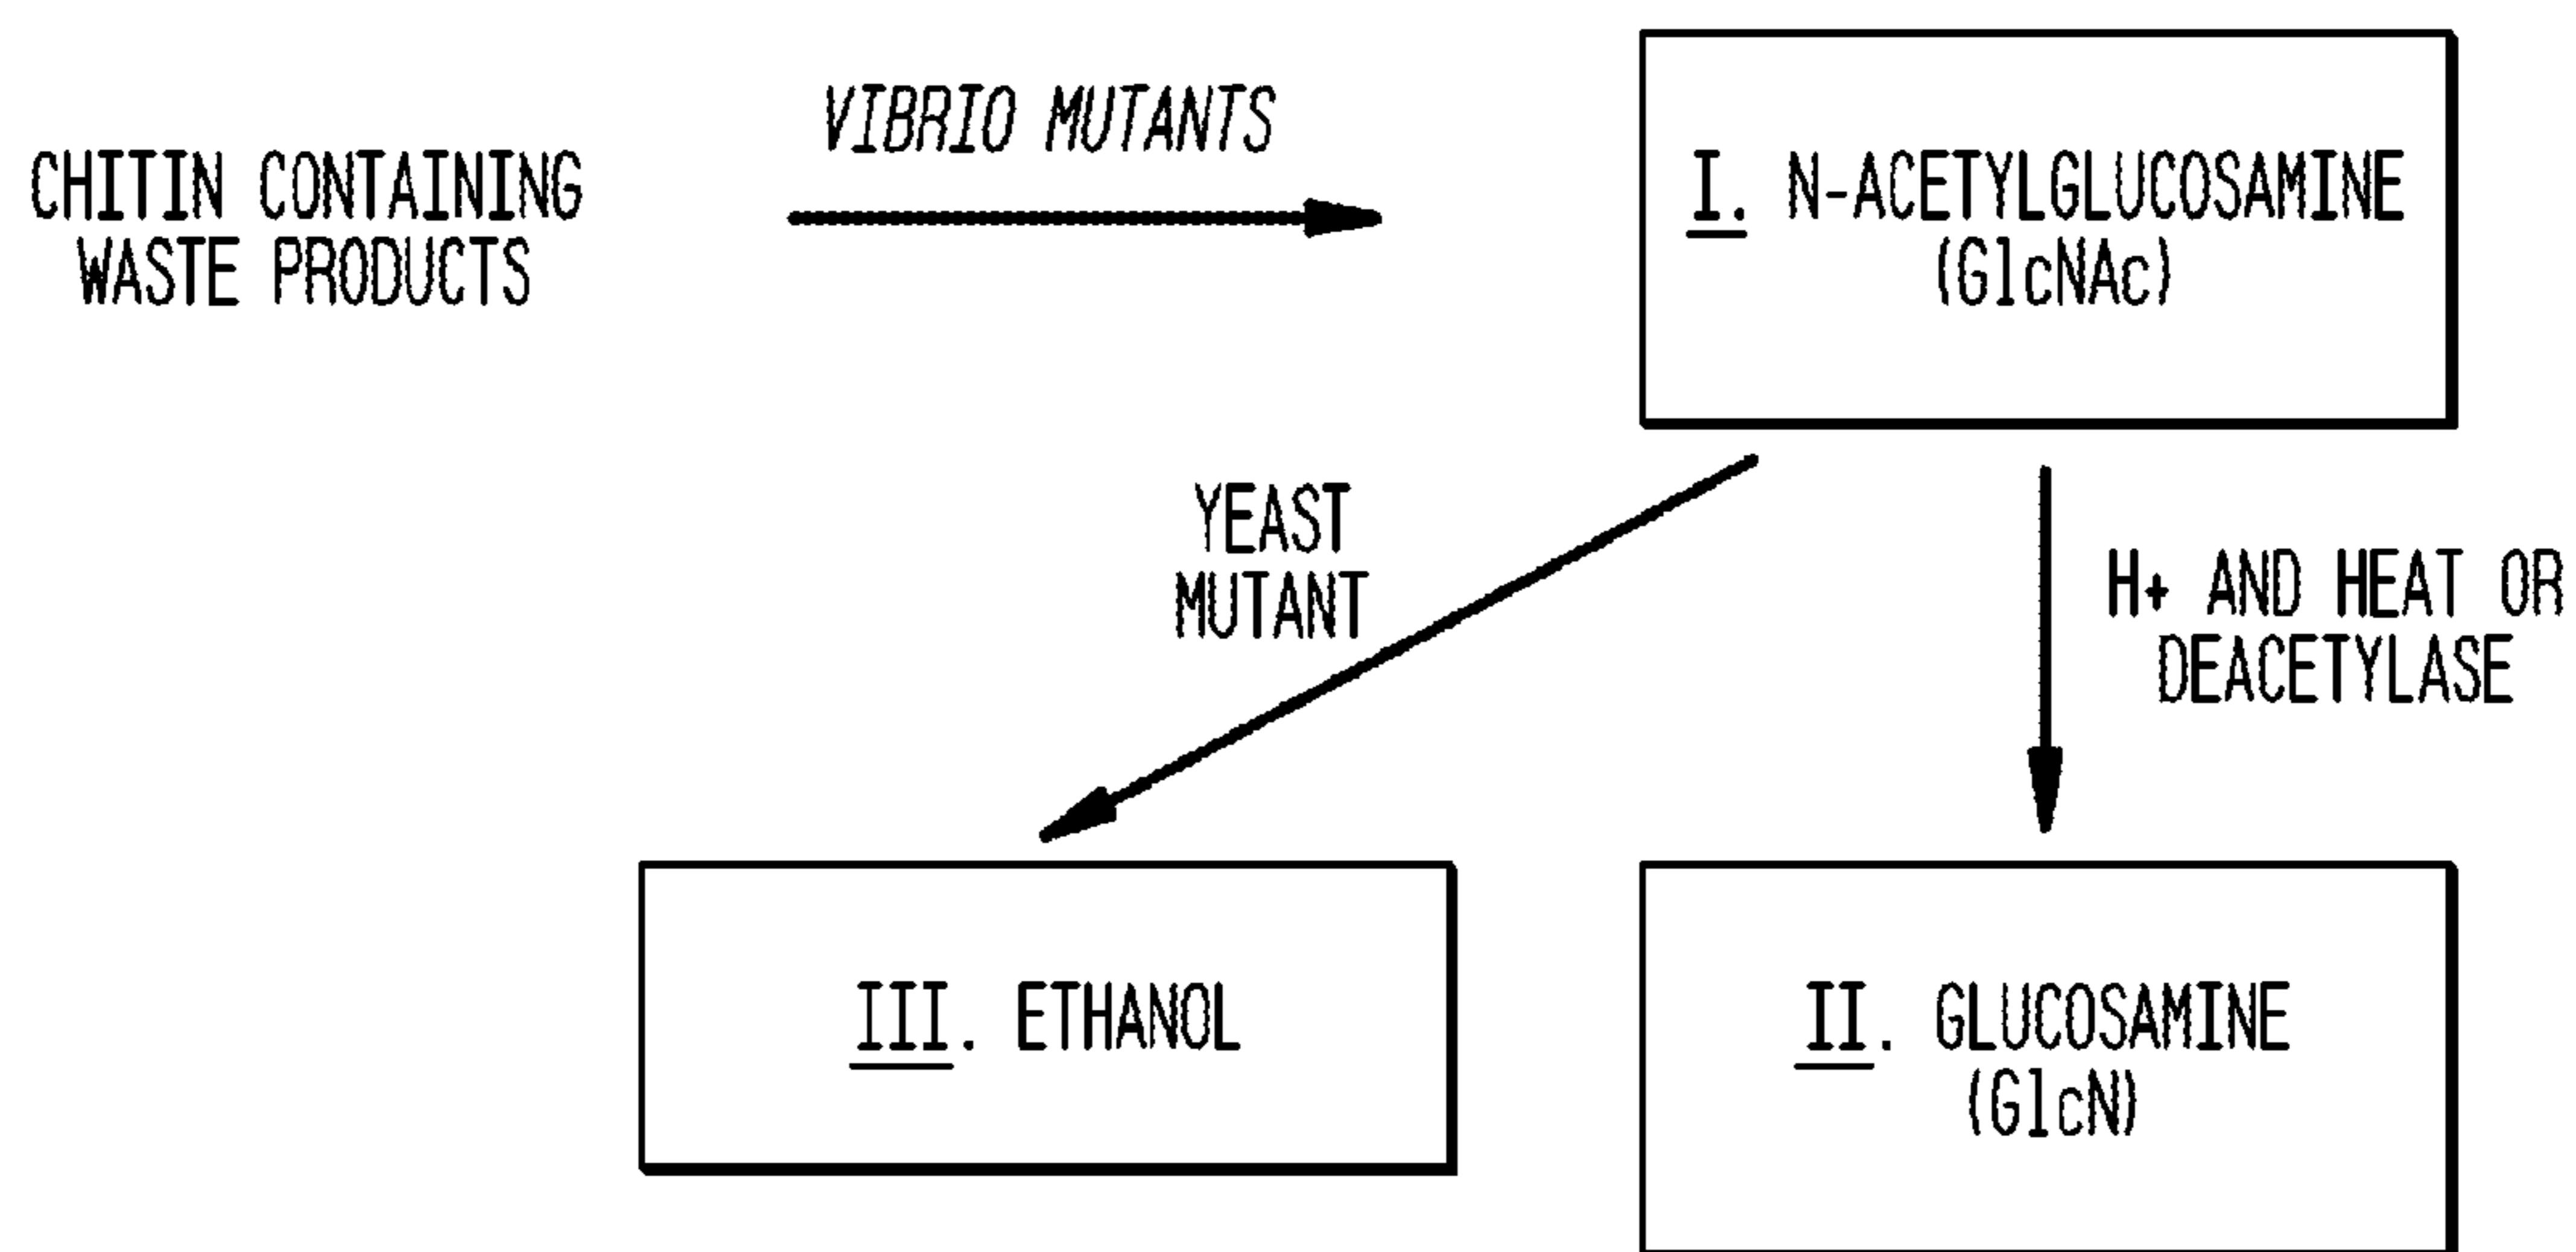 CHITIN CONTAINING
WASTE PRODUCTS
VIBRIO MUTANTS
I. N-ACETYLGLUCOSAMINE
(GlcNAc)
YEAST
MUTANT
H+ AND HEAT OR
DEACETYLASE
III. ETHANOL
II. GLUCOSAMINE
(GlcN)